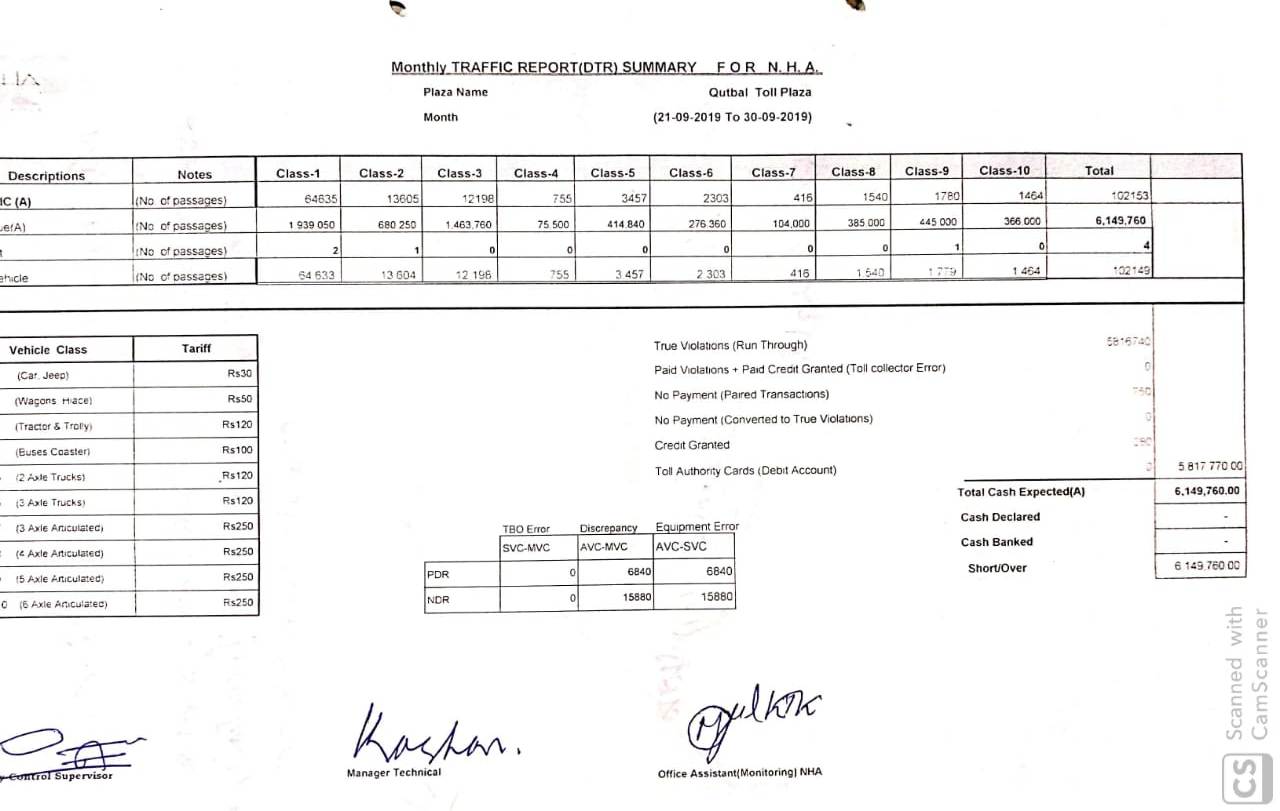 Monthly TRAFFIC REPORT(DTR) SUMMARY FOR N.H.A.
Plaza Name Qutbal Toll Plaza
Month (21-09-2019 To 30-09-2019)
Descriptions Notes Class-1 Class-2 Class-3 Class-4 Class-5 Class-6 Class-7 Class-8 Class-9 Class-10 Total
IC (A) (No of passages) 64635 13605 12198 755 3457 2303 416 1540 1780 1464 102153
ue(A) (No of passages) 1 939 050 680 250 1,463,760 75 500 414,840 276 360 104,000 385 000 445 000 366 000 6,149,760
(No of passages) 2 1 0 0 0 0 0 0 1 0 4
ehicle (No of passages) 64 633 13 604 12 198 755 3 457 2 303 416 1 540 1 779 1 464 102149
Vehicle Class Tariff
(Car, Jeep) Rs30
(Wagons Hiace) Rs50
(Tractor & Trolly) Rs120
(Buses Coaster) Rs100
(2 Axle Trucks) Rs120
(3 Axle Trucks) Rs120
(3 Axle Articulated) Rs250
(4 Axle Articulated) Rs250
(5 Axle Articulated) Rs250
0 (6 Axle Articulated) Rs250
True Violations (Run Through) 5816740
Paid Violations + Paid Credit Granted (Toll collector Error) 0
No Payment (Paired Transactions) 750
No Payment (Converted to True Violations) 0
Credit Granted 280
Toll Authority Cards (Debit Account) 5 817 770 00
Total Cash Expected(A) 6,149,760.00
Cash Declared -
Cash Banked -
Short/Over 6 149,760 00
TBO Error Discrepancy Equipment Error
SVC-MVC AVC-MVC AVC-SVC
PDR 0 6840 6840
NDR 0 15880 15880
Kashan.
y Control Supervisor
Manager Technical
Office Assistant(Monitoring) NHA
CS Scanned with
CamScanner